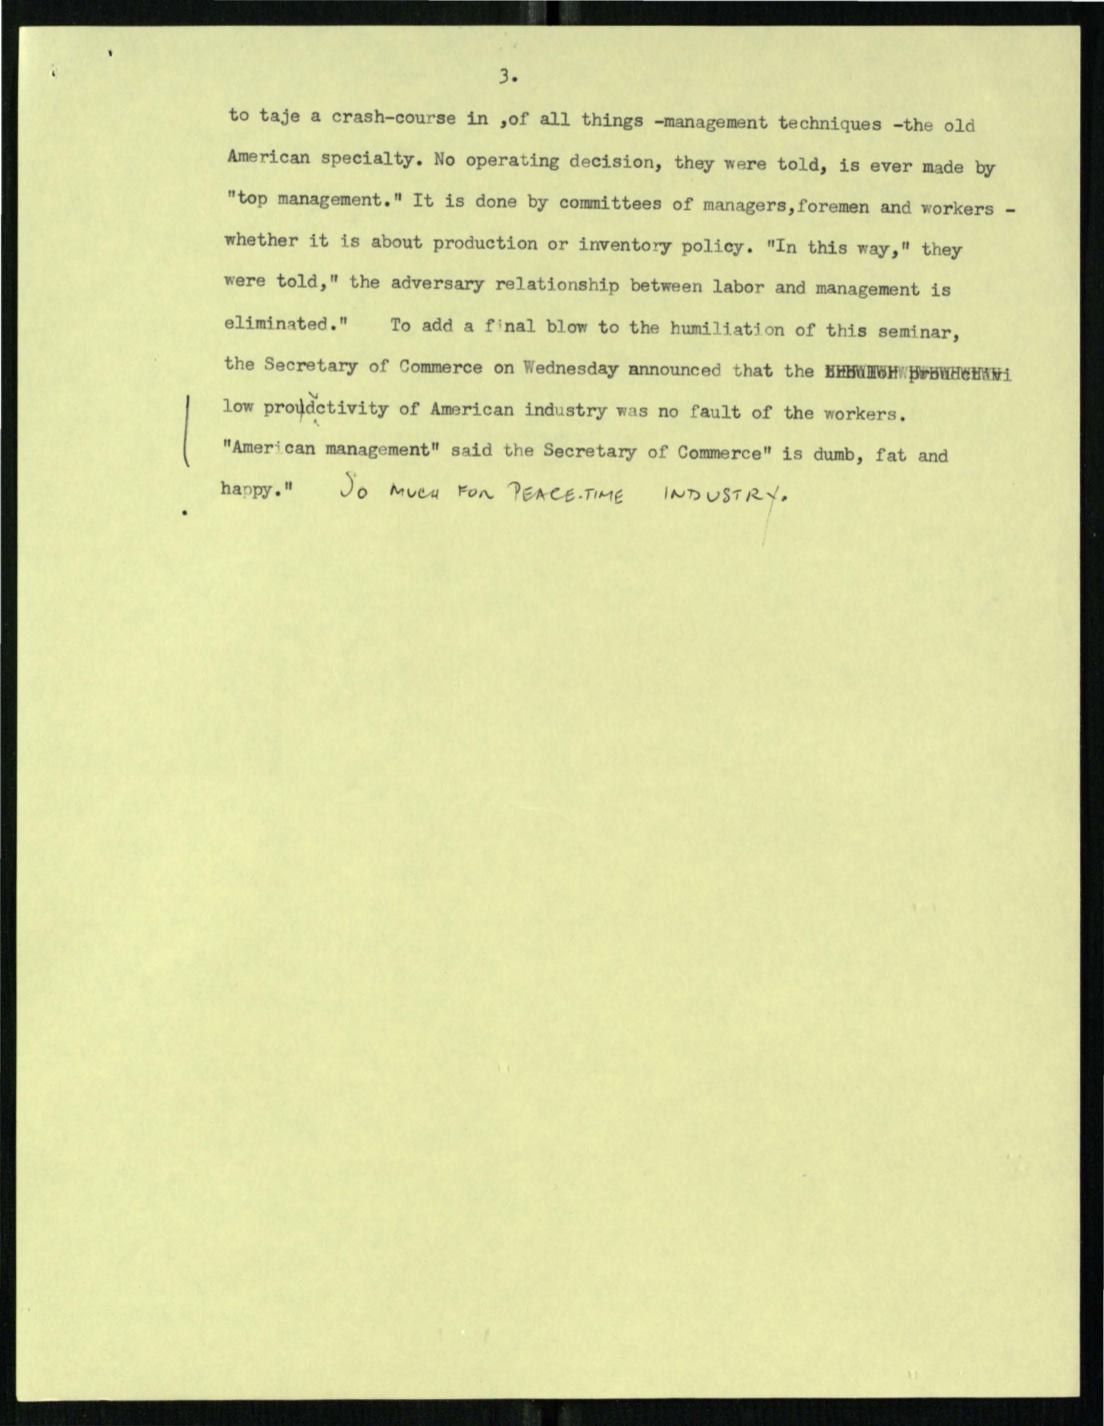 3.
to taje a crash-course in ,of all things -management techniques -the old
American specialty. No operating decision, they were told, is ever made by
"top management." It is done by committees of managers,foremen and workers -
whether it is about production or inventory policy. "In this way," they
were told," the adversary relationship between labor and management is
eliminated." To add a final blow to the humiliation of this seminar,
the Secretary of Commerce on Wednesday announced that the
low proudctivity of American industry was no fault of the workers.
"American management" said the Secretary of Commerce" is dumb, fat and
happy." SO MUCH FOR PEACE-TIME INDUSTRY.